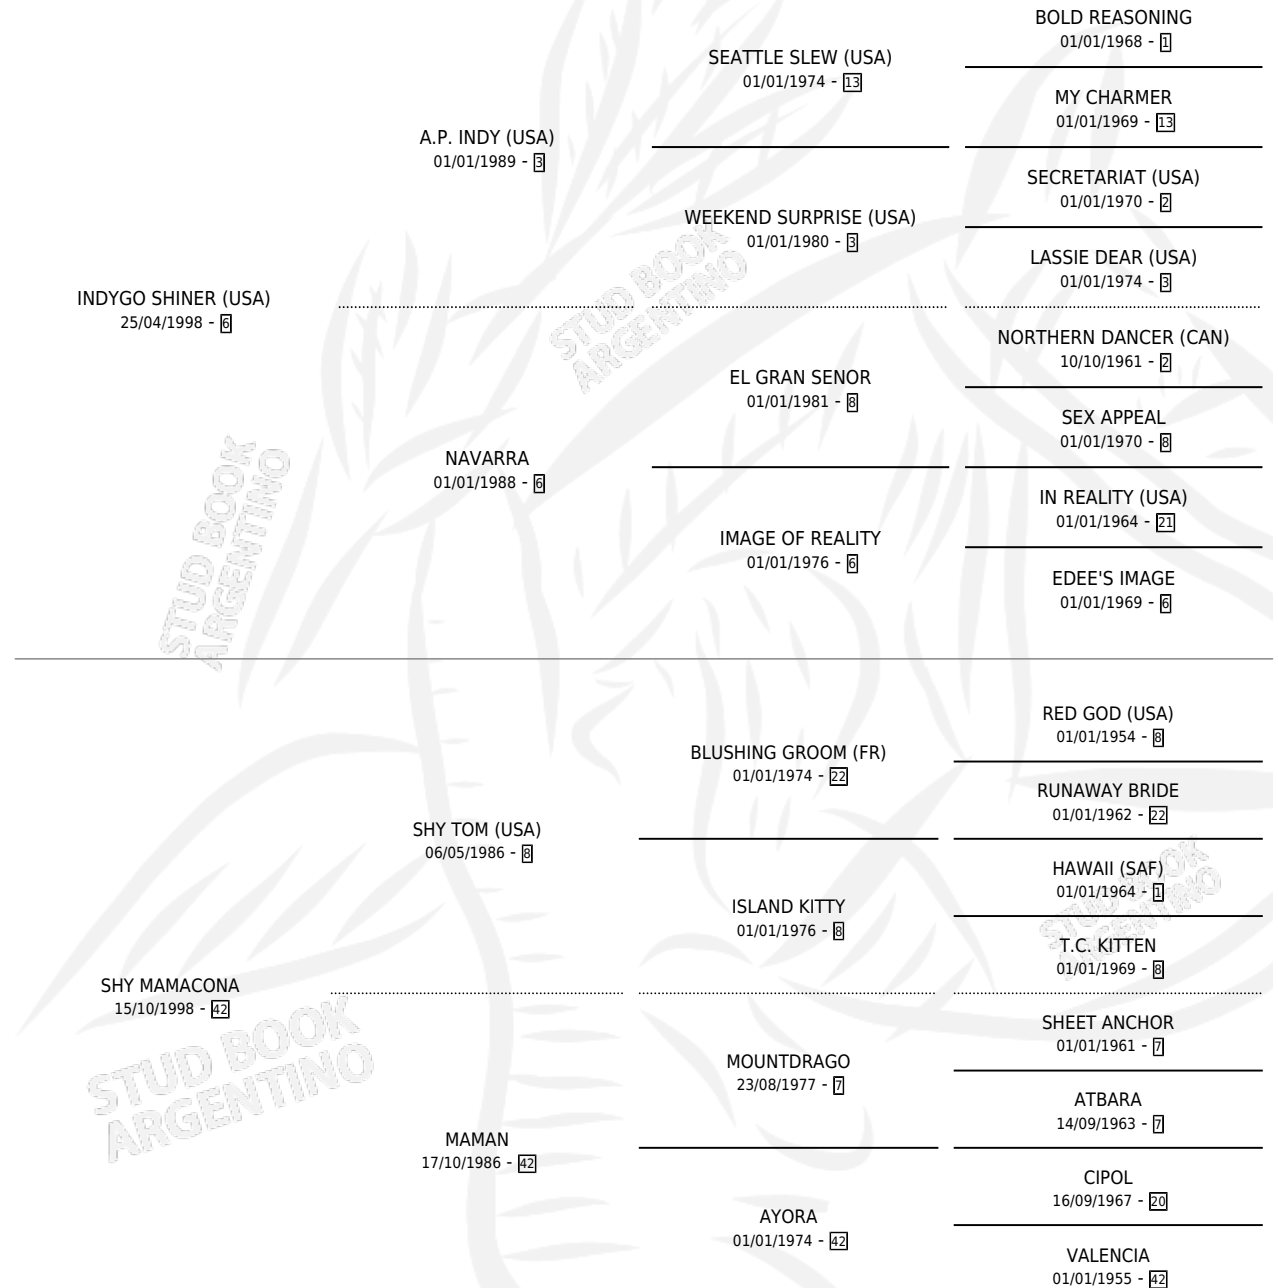 BOLD REASONING
01/01/1968 - 1
SEATTLE SLEW (USA)
01/01/1974 - 13
MY CHARMER
01/01/1969 - 13
A.P. INDY (USA)
01/01/1989 - 3
SECRETARIAT (USA)
01/01/1970 - 2
WEEKEND SURPRISE (USA)
01/01/1980 - 3
LASSIE DEAR (USA)
01/01/1974 - 3
INDYGO SHINER (USA)
25/04/1998 - 6
NORTHERN DANCER (CAN)
10/10/1961 - 2
EL GRAN SENOR
01/01/1981 - 8
SEX APPEAL
01/01/1970 - 8
NAVARRA
01/01/1988 - 6
IN REALITY (USA)
01/01/1964 - 21
IMAGE OF REALITY
01/01/1976 - 6
EDEE'S IMAGE
01/01/1969 - 6
RED GOD (USA)
01/01/1954 - 8
BLUSHING GROOM (FR)
01/01/1974 - 22
RUNAWAY BRIDE
01/01/1962 - 22
SHY TOM (USA)
06/05/1986 - 8
HAWAII (SAF)
01/01/1964 - 1
ISLAND KITTY
01/01/1976 - 8
T.C. KITTEN
01/01/1969 - 8
SHY MAMACONA
15/10/1998 - 42
SHEET ANCHOR
01/01/1961 - 7
MOUNTDRAGO
23/08/1977 - 7
ATBARA
14/09/1963 - 7
MAMAN
17/10/1986 - 42
CIPOL
16/09/1967 - 20
AYORA
01/01/1974 - 42
VALENCIA
01/01/1955 - 42
STUD BOOK
ARGENTINO
STUD BOOK
ARGENTINO
STUD BOOK
ARGENTINO
STUD BOOK
ARGENTINO